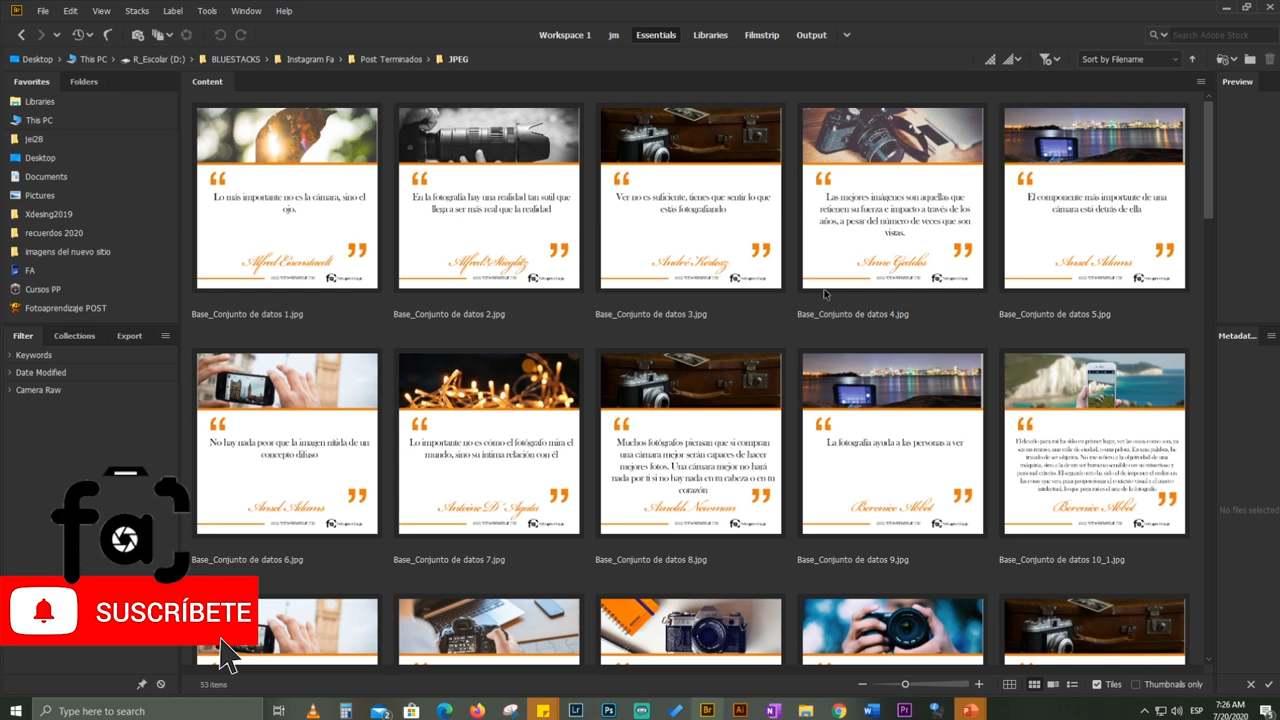 Br File Edit View Stacks Label Tools Window Help
Workspace 1 jm Essentials Libraries Filmstrip Output Search Adobe Stock
Desktop This PC R_Escolar (D:) BLUESTACKS Instagram Fa Post Terminados JPEG Sort by Filename
Favorites Folders Content Preview
Libraries
This PC
jei28
Desktop
Documents
Pictures
Xdesing2019
recuerdos 2020
imagens del nuevo sitio
FA
Cursos PP
Fotoaprendizaje POST
Filter Collections Export
Keywords
Date Modified
Camera Raw
“
Lo más importante no es la cámara, sino el
ojo.
”
Alfred Eisenstaedt
“
En la fotografía hay una realidad tan sutil que
llega a ser más real que la realidad
”
Alfred Stieglitz
“
Ver no es suficiente, tienes que sentir lo que
estás fotografiando
”
André Kertesz
“
Las mejores imágenes son aquellas que
retienen su fuerza e impacto a través de los
años, a pesar del número de veces que son
vistas.
”
Anne Geddes
“
El componente más importante de una
cámara está detrás de ella
”
Ansel Adams
Base_Conjunto de datos 1.jpg Base_Conjunto de datos 2.jpg Base_Conjunto de datos 3.jpg Base_Conjunto de datos 4.jpg Base_Conjunto de datos 5.jpg
“
No hay nada peor que la imagen nítida de un
concepto difuso
”
Ansel Adams
“
Lo importante no es cómo el fotógrafo mira el
mundo, sino su íntima relación con él
”
Antoine D'Agata
“
Muchos fotógrafos piensan que si compran
una cámara mejor serán capaces de hacer
mejores fotos. Una cámara mejor no hará
nada por ti si no hay nada en tu cabeza o en tu
corazón
”
Arnold Newman
“
La fotografía ayuda a las personas a ver
”
Berenice Abbot
“
”
Berenice Abbot
Base_Conjunto de datos 6.jpg Base_Conjunto de datos 7.jpg Base_Conjunto de datos 8.jpg Base_Conjunto de datos 9.jpg Base_Conjunto de datos 10_1.jpg
Metadat...
No files selected
fa
SUSCRÍBETE
53 items Tiles Thumbnails only
Type here to search Lr Ps Br Ai Pr ESP 7:26 AM
7/20/2020